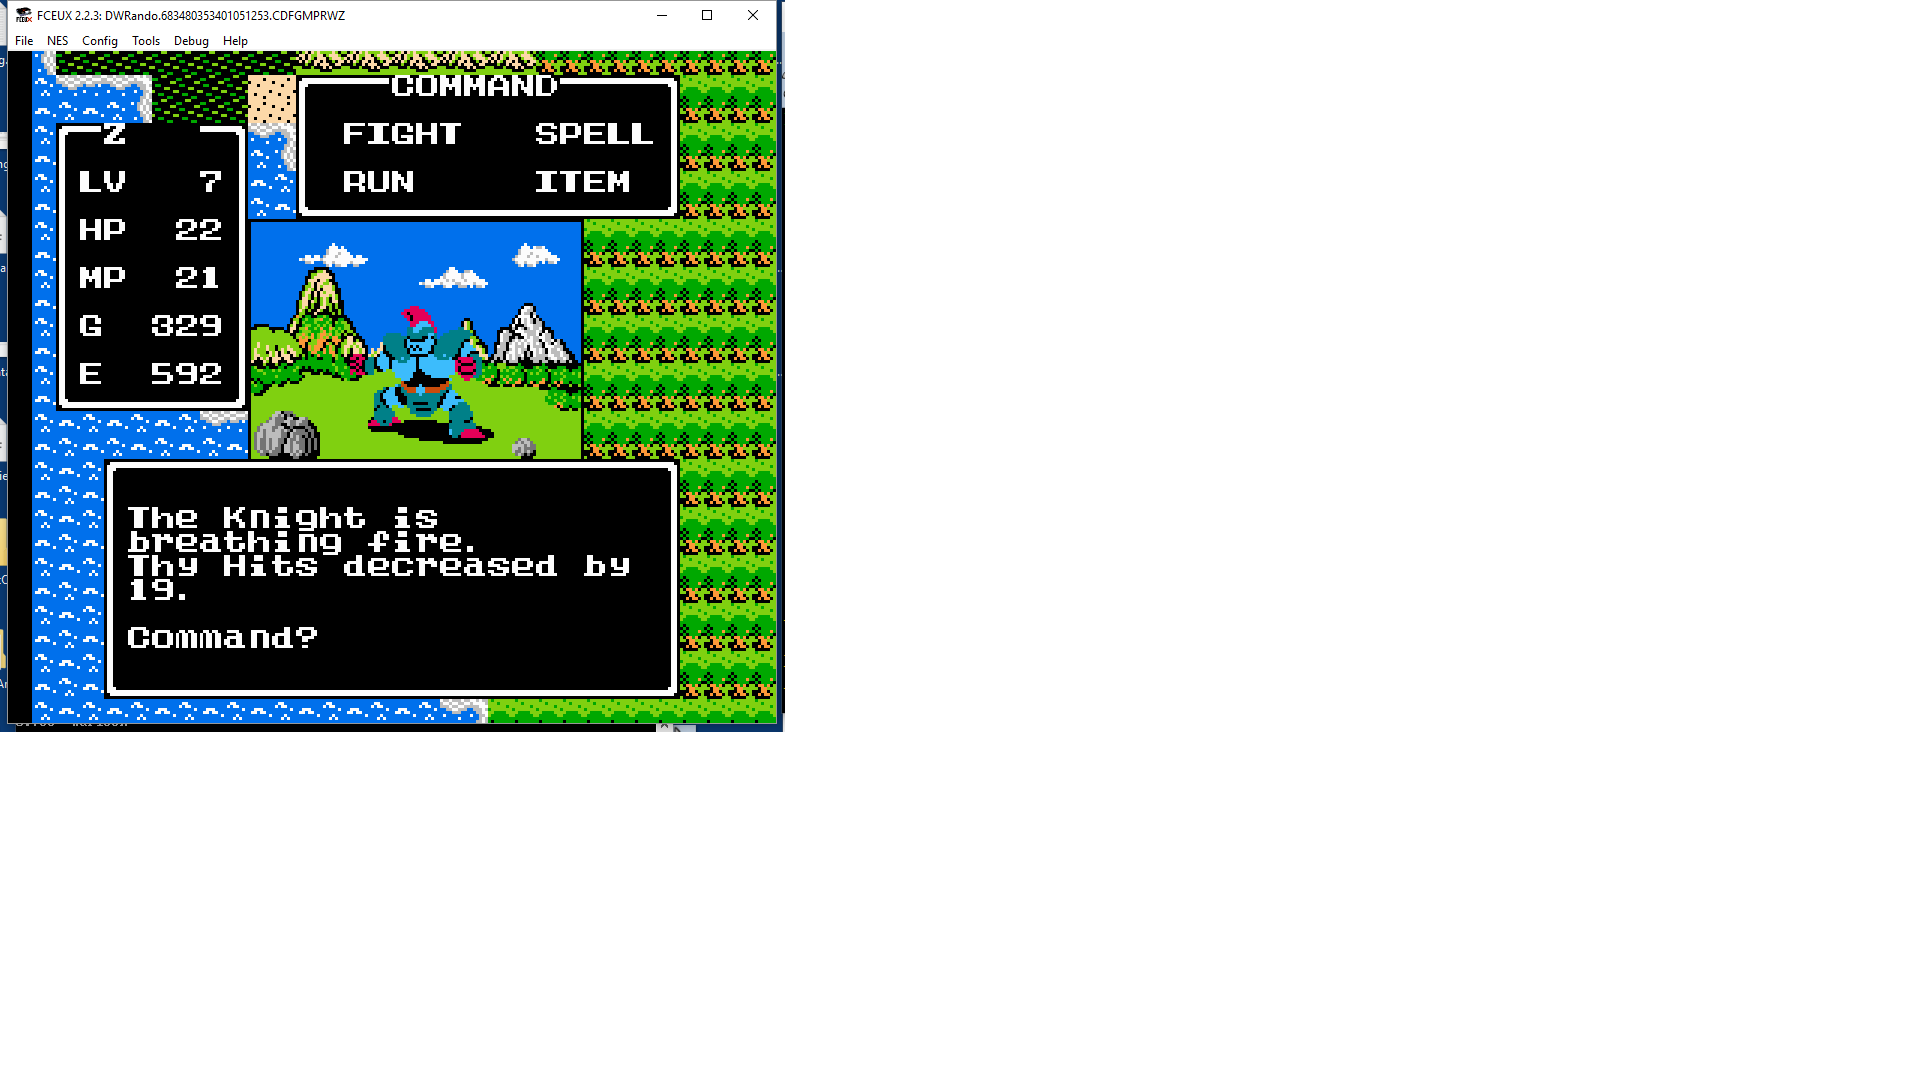 FCEUX 2.2.3: DWRando.683480353401051253.CDFGMPRWZ
File NES Config Tools Debug Help
COMMAND
FIGHT SPELL
RUN ITEM
Z
LV 7
HP 22
MP 21
G 329
E 592
The Knight is
breathing fire.
Thy Hits decreased by
19.
Command?